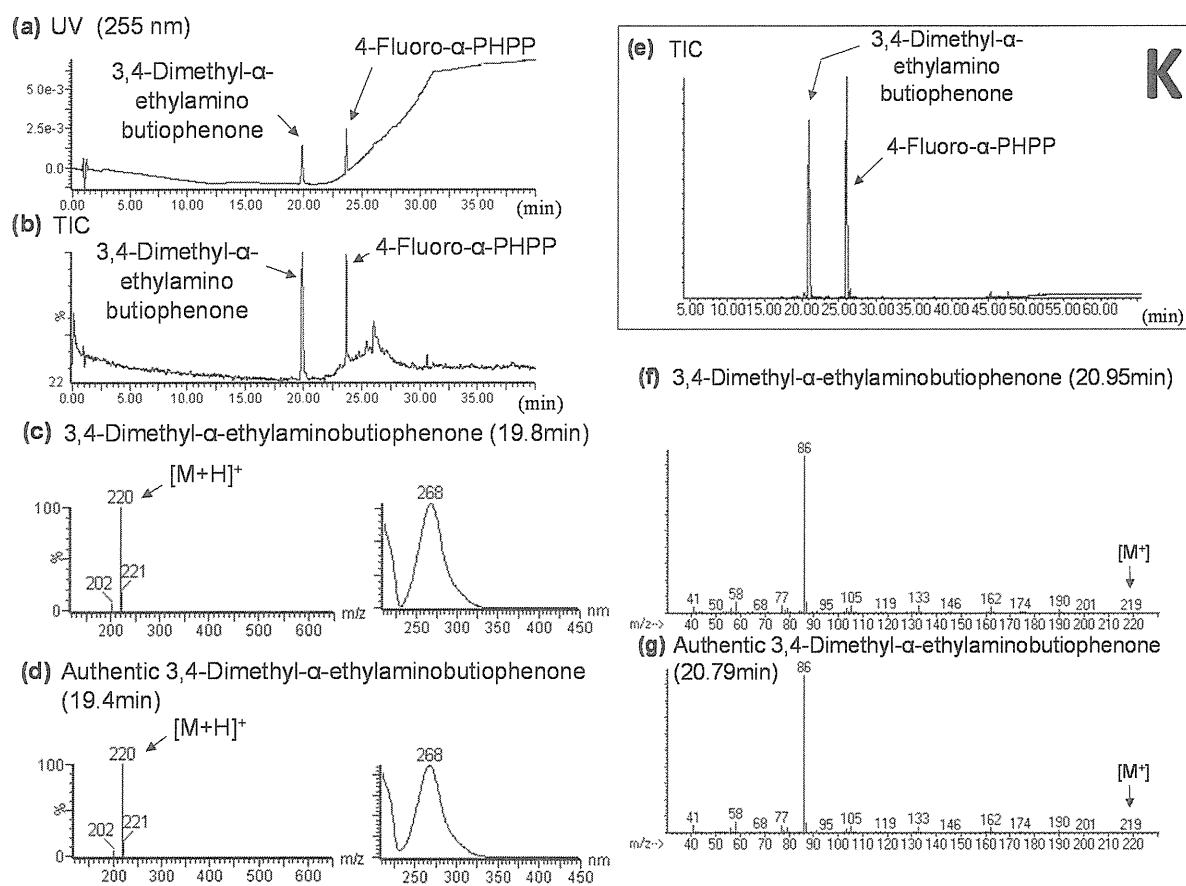 (a) UV (255 nm)
4-Fluoro-α-PHPP
3,4-Dimethyl-α-
ethylamino
butiophenone
5.0e-3
2.5e-3
0.0
0.00 5.00 10.00 15.00 20.00 25.00 30.00 35.00 (min)
(b) TIC
3,4-Dimethyl-α-
ethylamino
butiophenone
4-Fluoro-α-PHPP
%
22
0.00 5.00 10.00 15.00 20.00 25.00 30.00 35.00 (min)
(c) 3,4-Dimethyl-α-ethylaminobutiophenone (19.8min)
[M+H]+
220
100
%
202
221
0
200 300 400 500 600 m/z
268
250 300 350 400 450 nm
(d) Authentic 3,4-Dimethyl-α-ethylaminobutiophenone
(19.4min)
[M+H]+
220
100
%
202
221
0
200 300 400 500 600 m/z
268
250 300 350 400 450 nm
(e) TIC
3,4-Dimethyl-α-
ethylamino
butiophenone
K
4-Fluoro-α-PHPP
5.00 10.00 15.00 20.00 25.00 30.00 35.00 40.00 45.00 50.00 55.00 60.00
(min)
(f) 3,4-Dimethyl-α-ethylaminobutiophenone (20.95min)
86
[M+]
41 50 58 68 77 95 105 119 133 146 162 174 190 201 219
m/z--> 40 50 60 70 80 90 100 110 120 130 140 150 160 170 180 190 200 210 220
(g) Authentic 3,4-Dimethyl-α-ethylaminobutiophenone
(20.79min)
86
[M+]
41 58 68 77 95 105 119 133 146 162 174 190 201 219
m/z--> 40 50 60 70 80 90 100 110 120 130 140 150 160 170 180 190 200 210 220